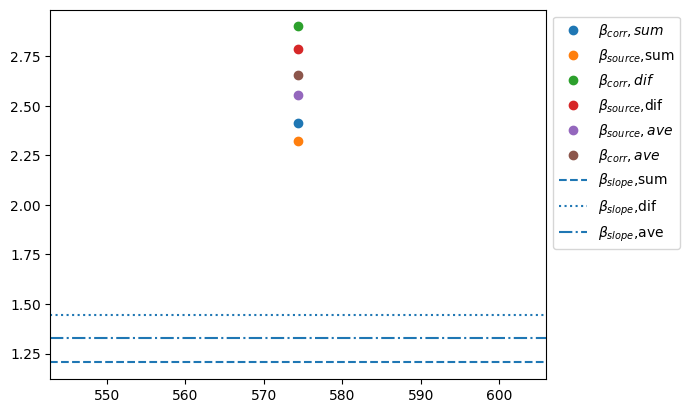 2.75
2.50
2.25
2.00
1.75
1.50
1.25
550 560 570 580 590 600
β_corr, sum
β_source,sum
β_corr, dif
β_source,dif
β_source, ave
β_corr, ave
β_slope,sum
β_slope,dif
β_slope,ave